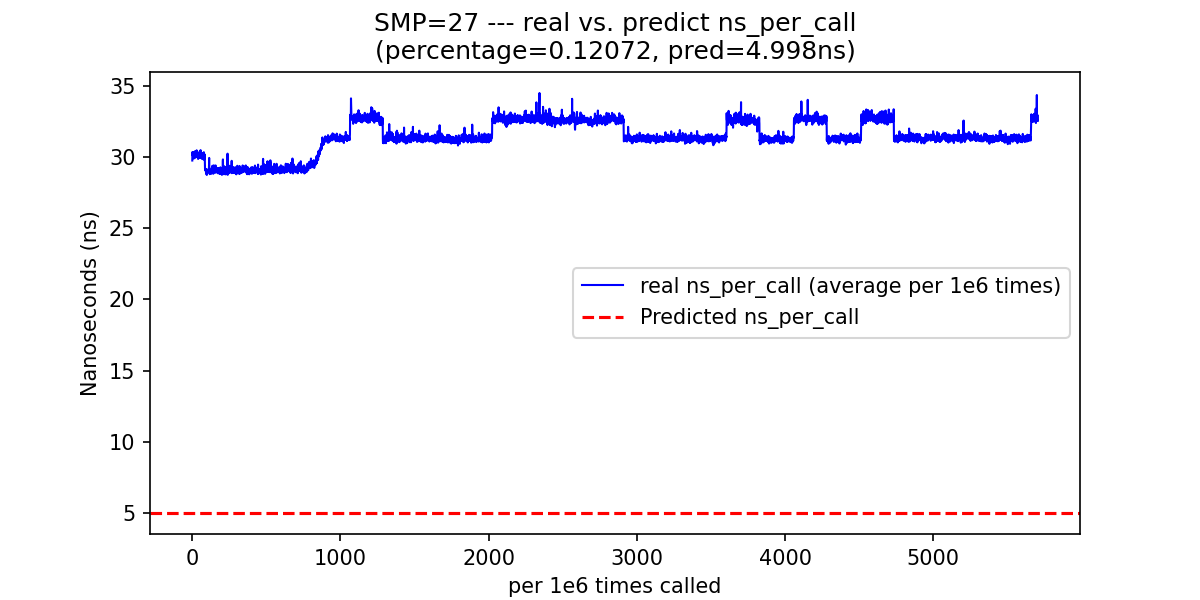 SMP=27 --- real vs. predict ns_per_call
(percentage=0.12072, pred=4.998ns)
35
30
25
20
15
10
5
Nanoseconds (ns)
real ns_per_call (average per 1e6 times)
Predicted ns_per_call
0
1000
2000
3000
4000
5000
per 1e6 times called